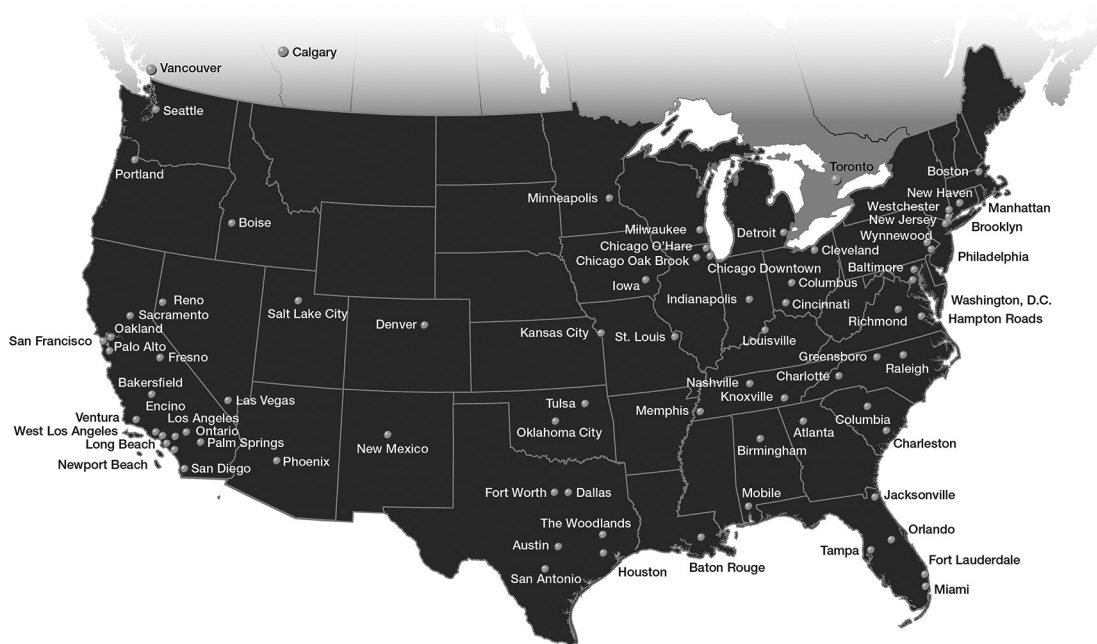 Calgary
Vancouver
Seattle
Portland
Boise
Minneapolis
Milwaukee
Chicago O'Hare
Chicago Oak Brook
Chicago Downtown
Iowa
Detroit
Toronto
Boston
New Haven
Westchester
Manhattan
New Jersey
Brooklyn
Wynnewood
Cleveland
Philadelphia
Baltimore
Columbus
Washington, D.C.
Indianapolis
Cincinnati
Richmond
Hampton Roads
Reno
Sacramento
Salt Lake City
Denver
Kansas City
St. Louis
Louisville
Oakland
San Francisco
Palo Alto
Fresno
Greensboro
Raleigh
Bakersfield
Nashville
Charlotte
Knoxville
Las Vegas
Encino
Tulsa
Memphis
Ventura
Los Angeles
West Los Angeles
Ontario
Oklahoma City
Atlanta
Columbia
Long Beach
Palm Springs
New Mexico
Birmingham
Charleston
Newport Beach
San Diego
Phoenix
Fort Worth
Dallas
Mobile
Jacksonville
The Woodlands
Orlando
Austin
Tampa
Houston
Baton Rouge
Fort Lauderdale
San Antonio
Miami